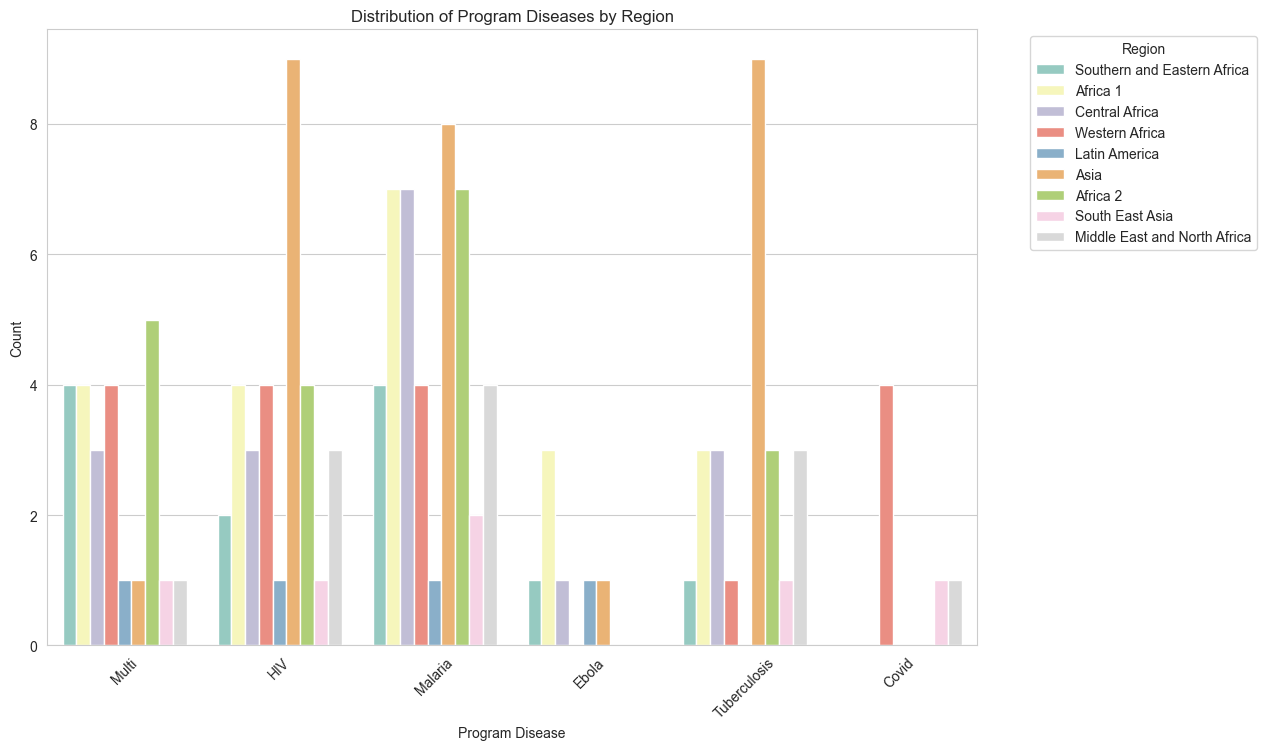 Distribution of Program Diseases by Region
Region
Southern and Eastern Africa
Africa 1
Central Africa
Western Africa
Latin America
Asia
Africa 2
South East Asia
Middle East and North Africa
Count
8
6
4
2
0
Multi
HIV
Malaria
Ebola
Tuberculosis
Covid
Program Disease